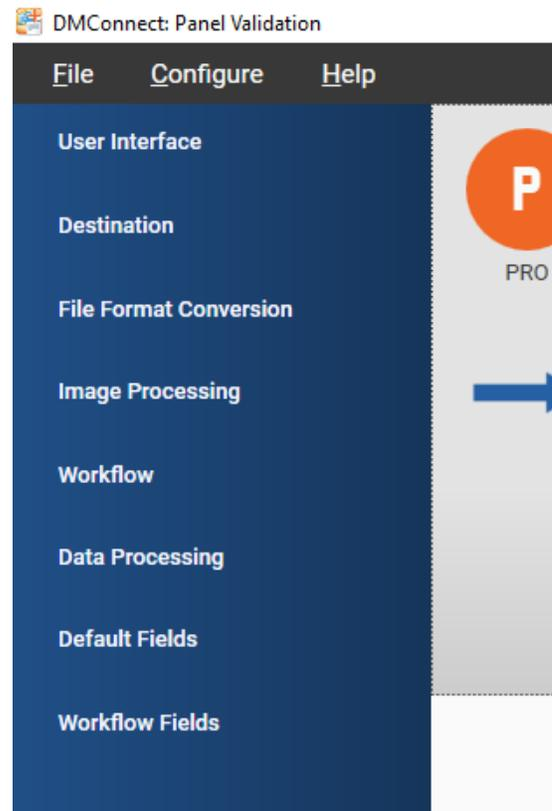 DMConnect: Panel Validation
File Configure Help
User Interface
Destination
File Format Conversion
Image Processing
Workflow
Data Processing
Default Fields
Workflow Fields
P
PRO